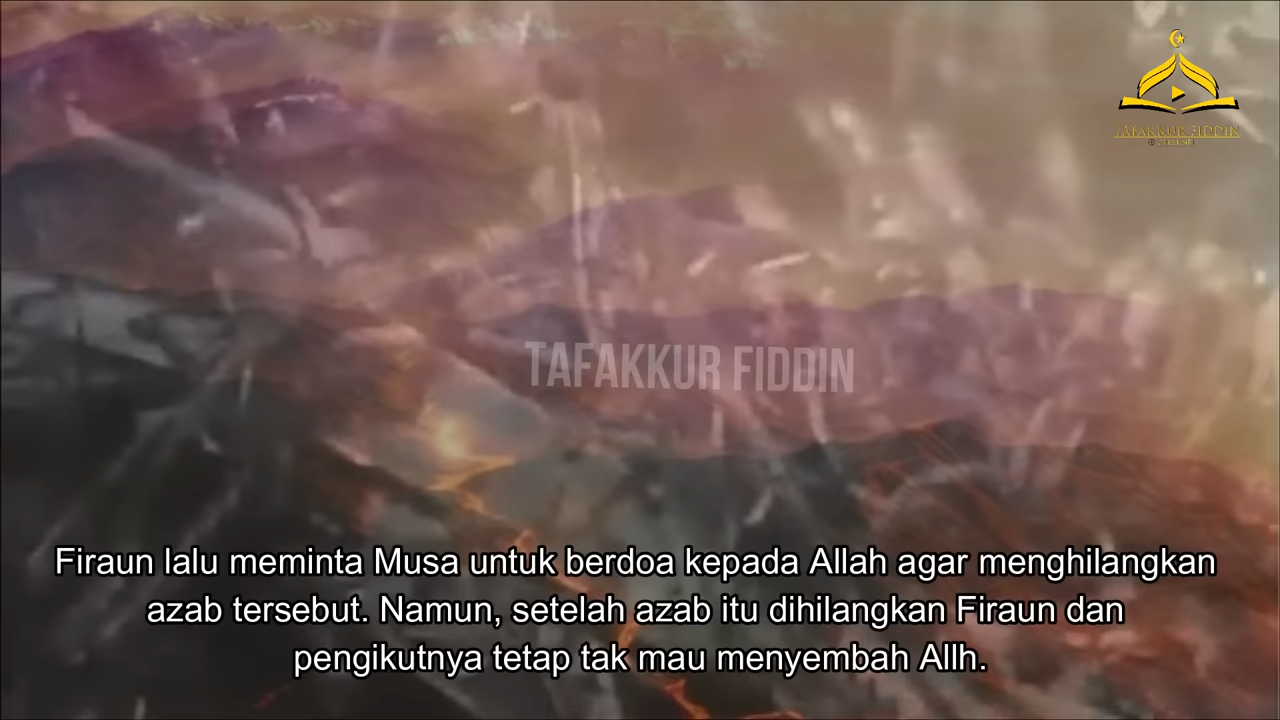 TAFAKKUR FIDDIN
TAFAKKUR FIDDIN
Firaun lalu meminta Musa untuk berdoa kepada Allah agar menghilangkan
azab tersebut. Namun, setelah azab itu dihilangkan Firaun dan
pengikutnya tetap tak mau menyembah Allh.